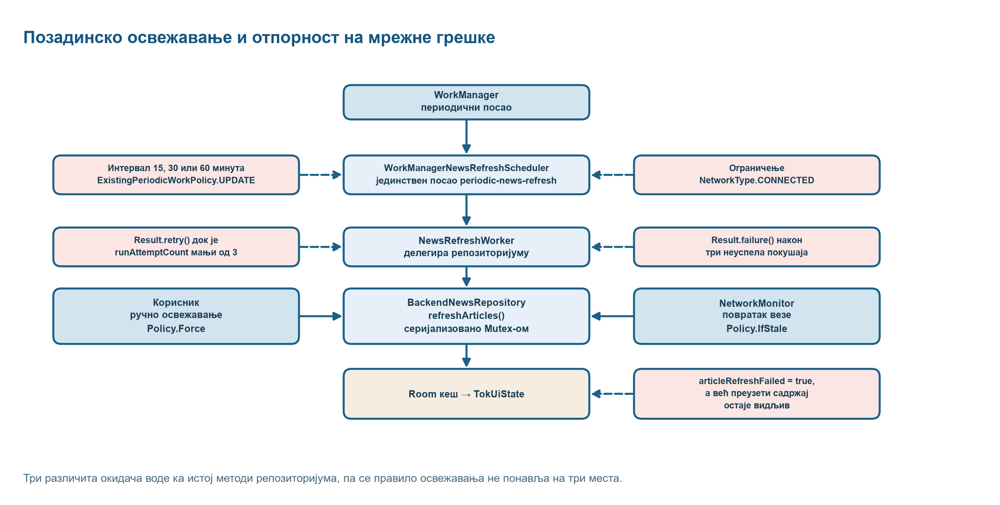 Позадинско освежавање и отпорност на мрежне грешке
WorkManager
периодични посао
Интервал 15, 30 или 60 минута
ExistingPeriodicWorkPolicy.UPDATE
WorkManagerNewsRefreshScheduler
јединствен посао periodic-news-refresh
Ограничење
NetworkType.CONNECTED
Result.retry() док је
runAttemptCount мањи од 3
NewsRefreshWorker
делегира репозиторијуму
Result.failure() након
три неуспела покушаја
Корисник
ручно освежавање
Policy.Force
BackendNewsRepository
refreshArticles()
серијализовано Mutex-ом
NetworkMonitor
повратак везе
Policy.IfStale
Room кеш → TokUiState
articleRefreshFailed = true,
а већ преузети садржај
остаје видљив
Три различита окидача воде ка истој методи репозиторијума, па се правило освежавања не понавља на три места.